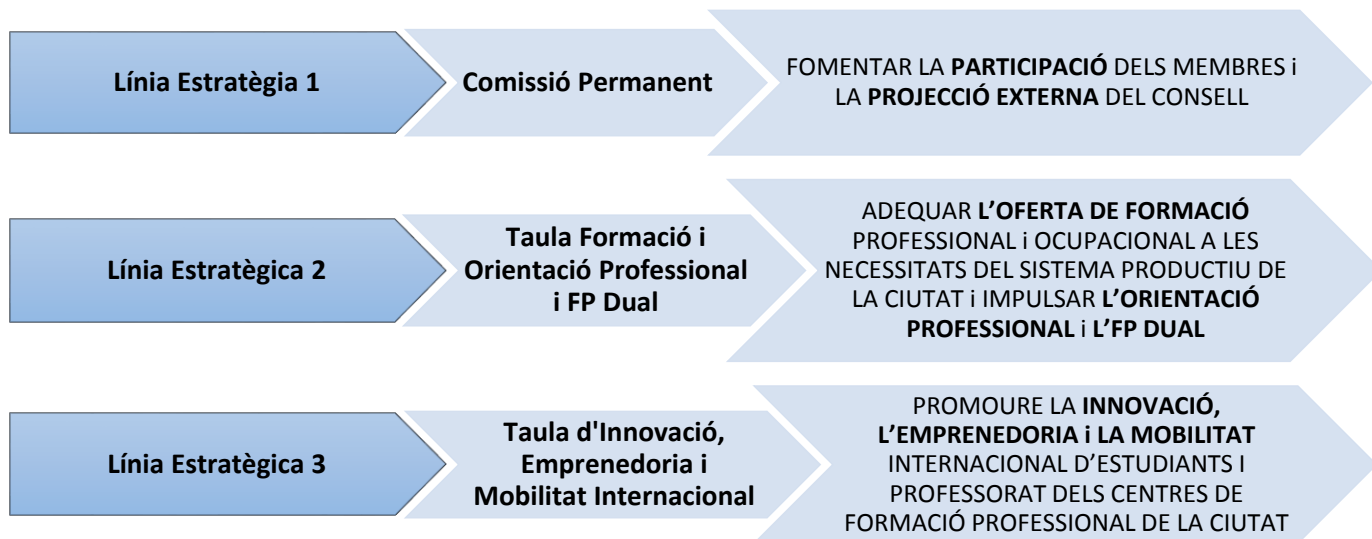 Línia Estratègia 1
Comissió Permanent
FOMENTAR LA PARTICIPACIÓ DELS MEMBRES i
LA PROJECCIÓ EXTERNA DEL CONSELL
Línia Estratègica 2
Taula Formació i
Orientació Professional
i FP Dual
ADEQUAR L’OFERTA DE FORMACIÓ
PROFESSIONAL i OCUPACIONAL A LES
NECESSITATS DEL SISTEMA PRODUCTIU DE
LA CIUTAT i IMPULSAR L’ORIENTACIÓ
PROFESSIONAL i L’FP DUAL
Línia Estratègica 3
Taula d'Innovació,
Emprenedoria i
Mobilitat Internacional
PROMOURE LA INNOVACIÓ,
L’EMPRENEDORIA i LA MOBILITAT
INTERNACIONAL D’ESTUDIANTS I
PROFESSORAT DELS CENTRES DE
FORMACIÓ PROFESSIONAL DE LA CIUTAT